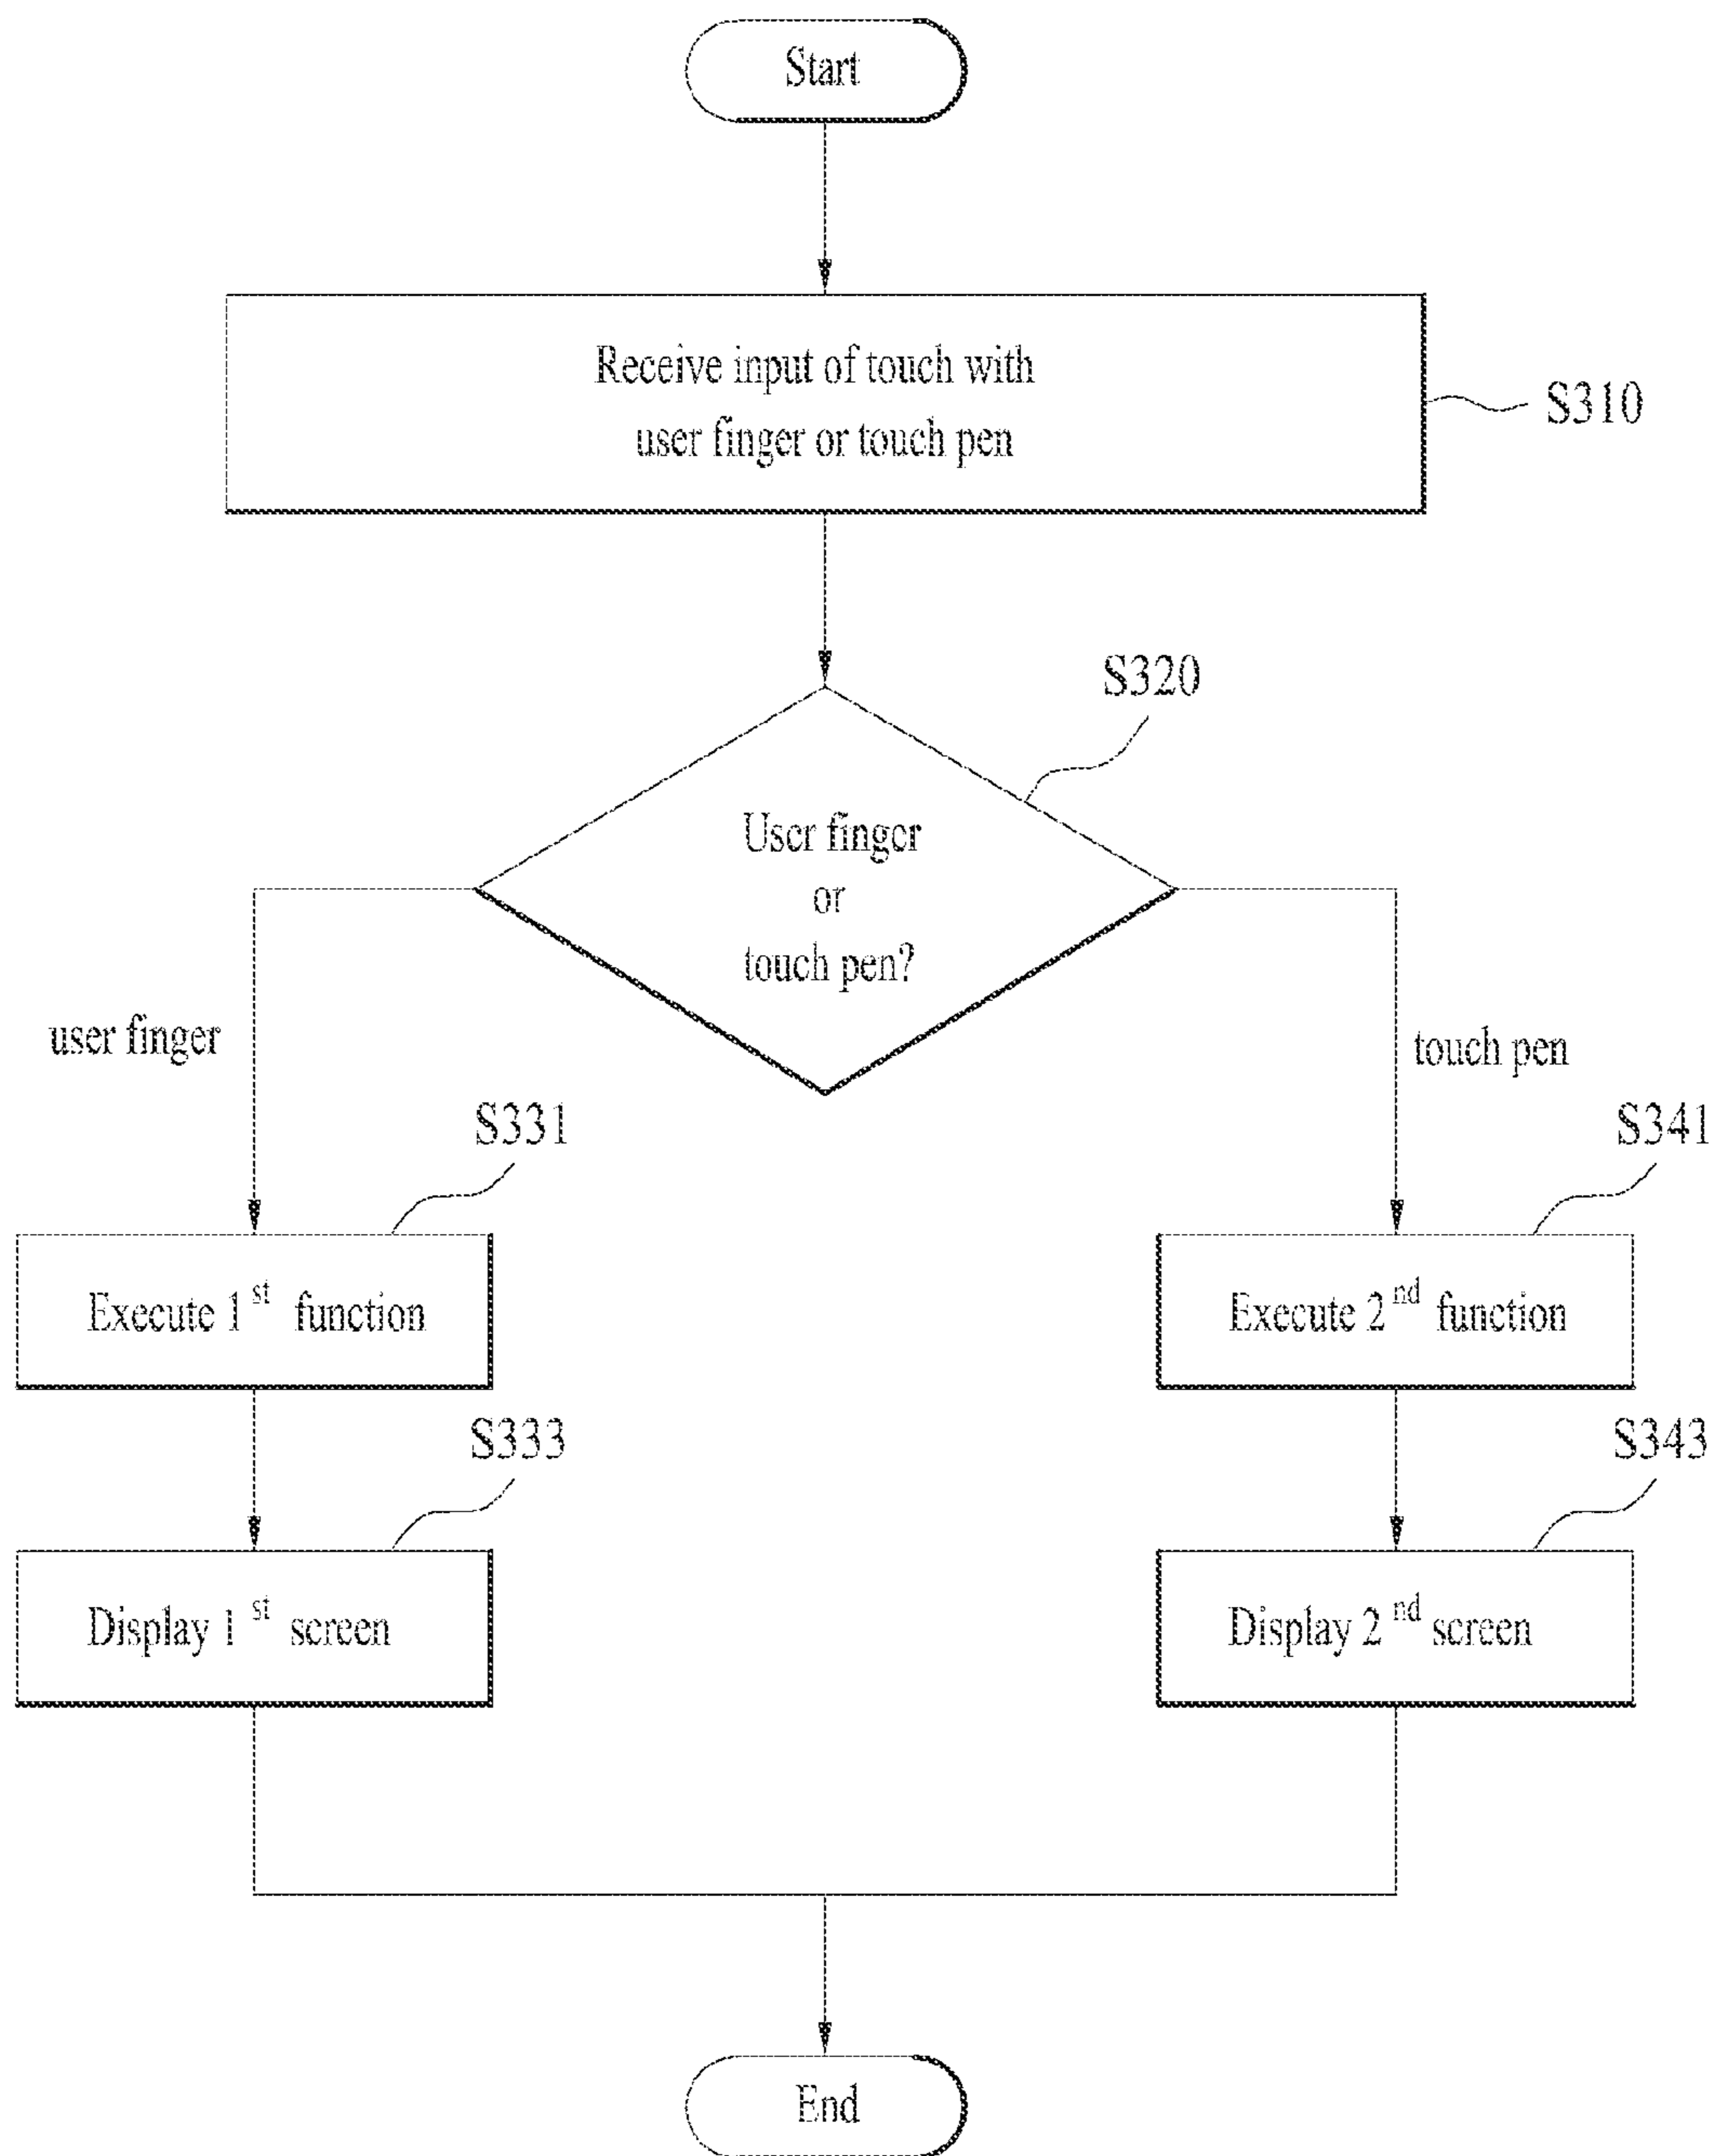 Start
Receive input of touch with
user finger or touch pen
S310
S320
User finger
or
touch pen?
user finger
touch pen
S331
S341
Execute 1st function
Execute 2nd function
S333
S343
Display 1st screen
Display 2nd screen
End